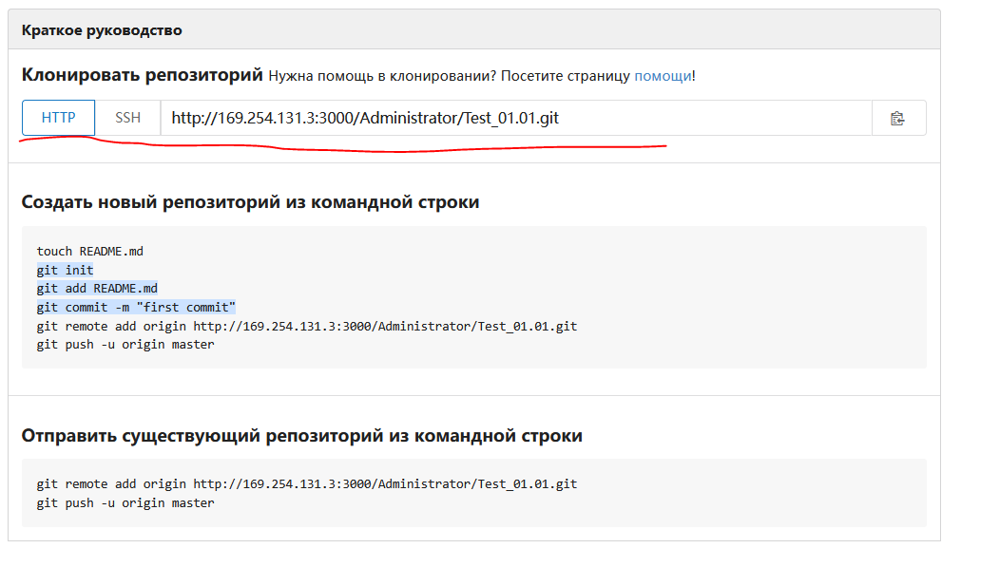 Краткое руководство
Клонировать репозиторий Нужна помощь в клонировании? Посетите страницу помощи!
HTTP SSH http://169.254.131.3:3000/Administrator/Test_01.01.git
Создать новый репозиторий из командной строки
touch README.md
git init
git add README.md
git commit -m "first commit"
git remote add origin http://169.254.131.3:3000/Administrator/Test_01.01.git
git push -u origin master
Отправить существующий репозиторий из командной строки
git remote add origin http://169.254.131.3:3000/Administrator/Test_01.01.git
git push -u origin master